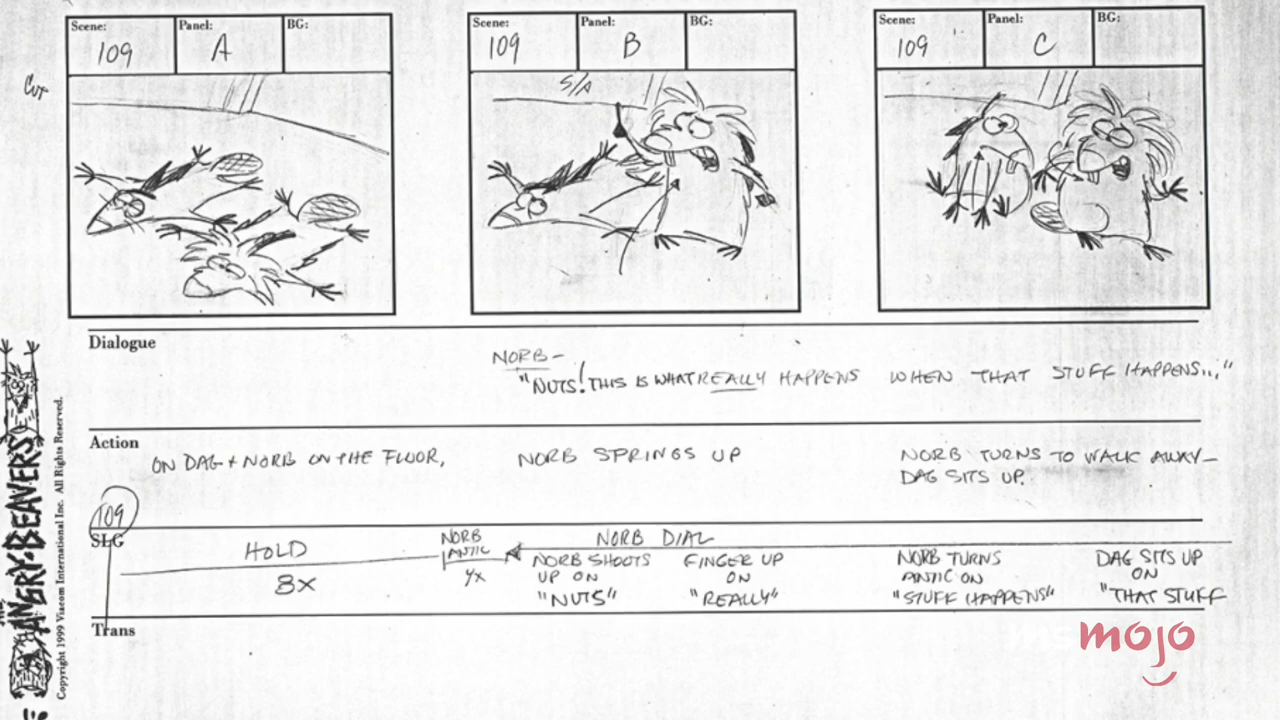 Scene: 109 Panel: A BG:
Scene: 109 Panel: B BG:
Scene: 109 Panel: C BG:
CUT
S/A
Dialogue
NORB-
"NUTS! THIS IS WHAT REALLY HAPPENS WHEN THAT STUFF HAPPENS..."
Action
ON DAG + NORB ON THE FLOOR,
NORB SPRINGS UP
NORB TURNS TO WALK AWAY-
DAG SITS UP.
109
SLG
HOLD
8X
NORB
ANTIC
4X
NORB DIAL
NORB SHOOTS
UP ON
"NUTS"
FINGER UP
ON
"REALLY"
NORB TURNS
ANTIC ON
"STUFF HAPPENS"
DAG SITS UP
ON
"THAT STUFF
Trans
THE ANGRY BEAVERS
Copyright 1999 Viacom International Inc. All Rights Reserved.
mojo